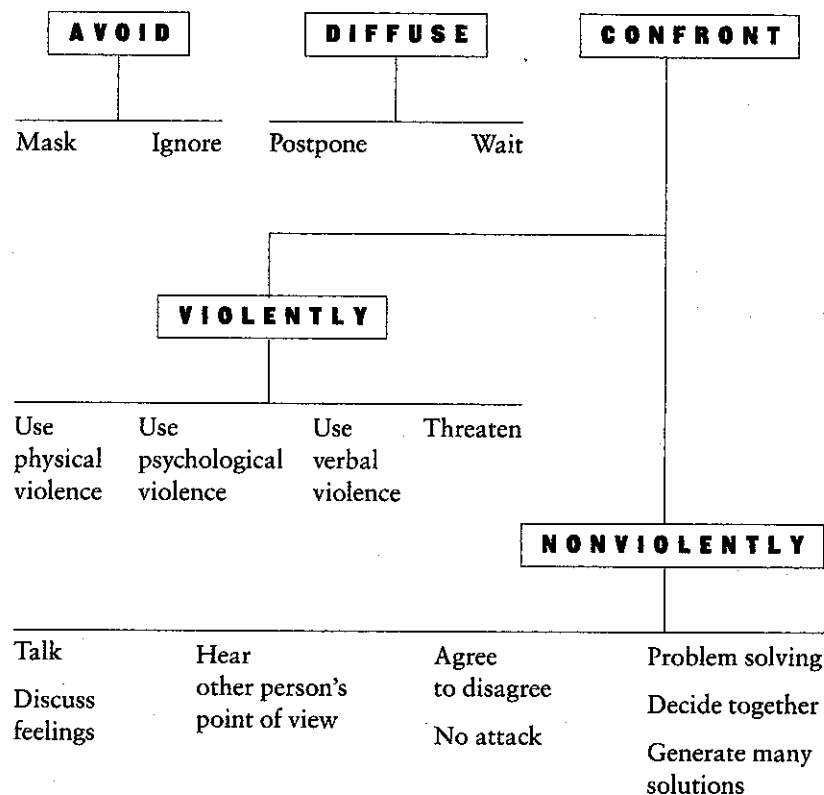 AVOID
DIFFUSE
CONFRONT
Mask
Ignore
Postpone
Wait
VIOLENTLY
Use
physical
violence
Use
psychological
violence
Use
verbal
violence
Threaten
NONVIOLENTLY
Talk
Discuss
feelings
Hear
other person's
point of view
Agree
to disagree
No attack
Problem solving
Decide together
Generate many
solutions